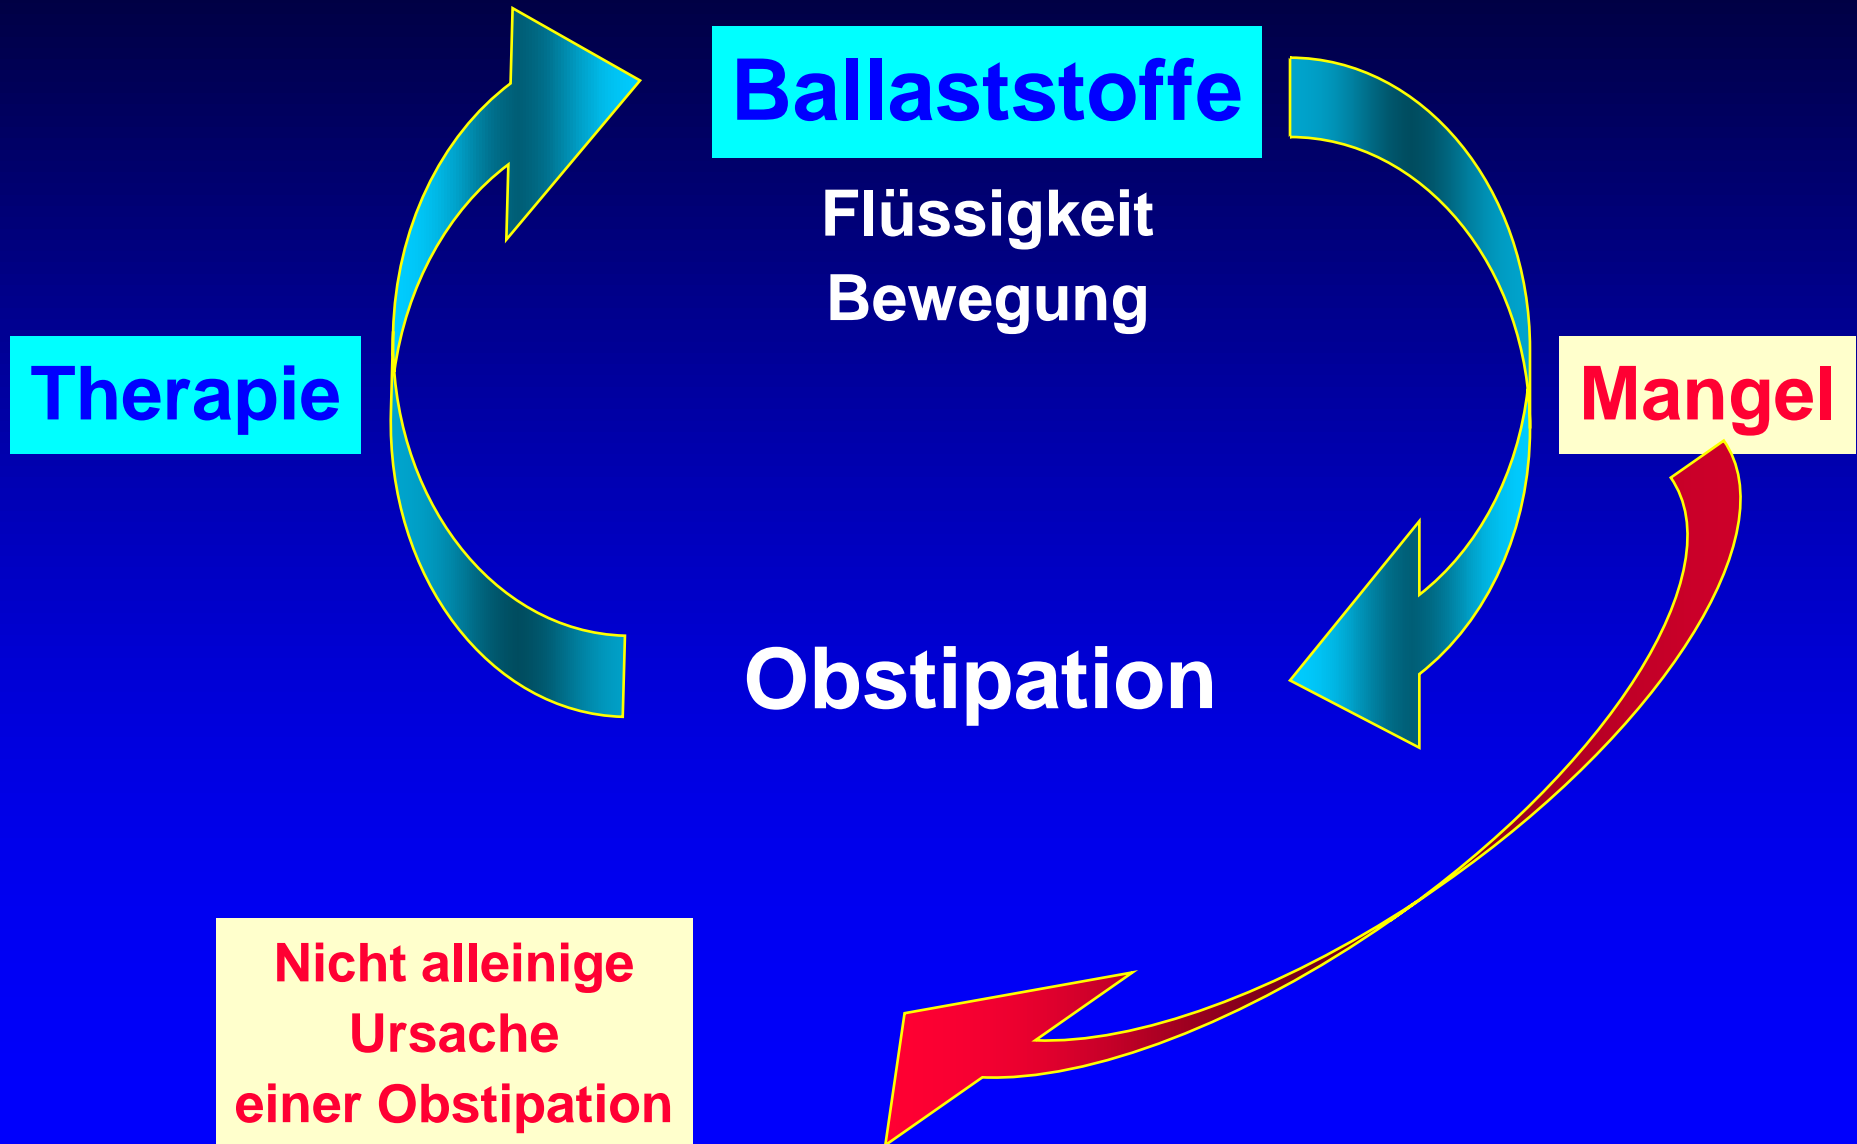 Ballaststoffe
Flüssigkeit
Bewegung
Therapie
Mangel
Obstipation
Nicht alleinige
Ursache
einer Obstipation